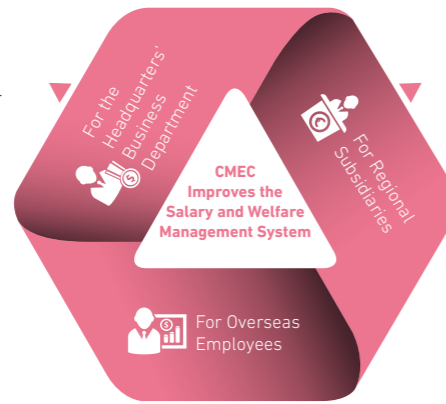 For the
Headquarters'
Business
Department
For Regional
Subsidiaries
CMEC
Improves the
Salary and Welfare
Management System
For Overseas
Employees